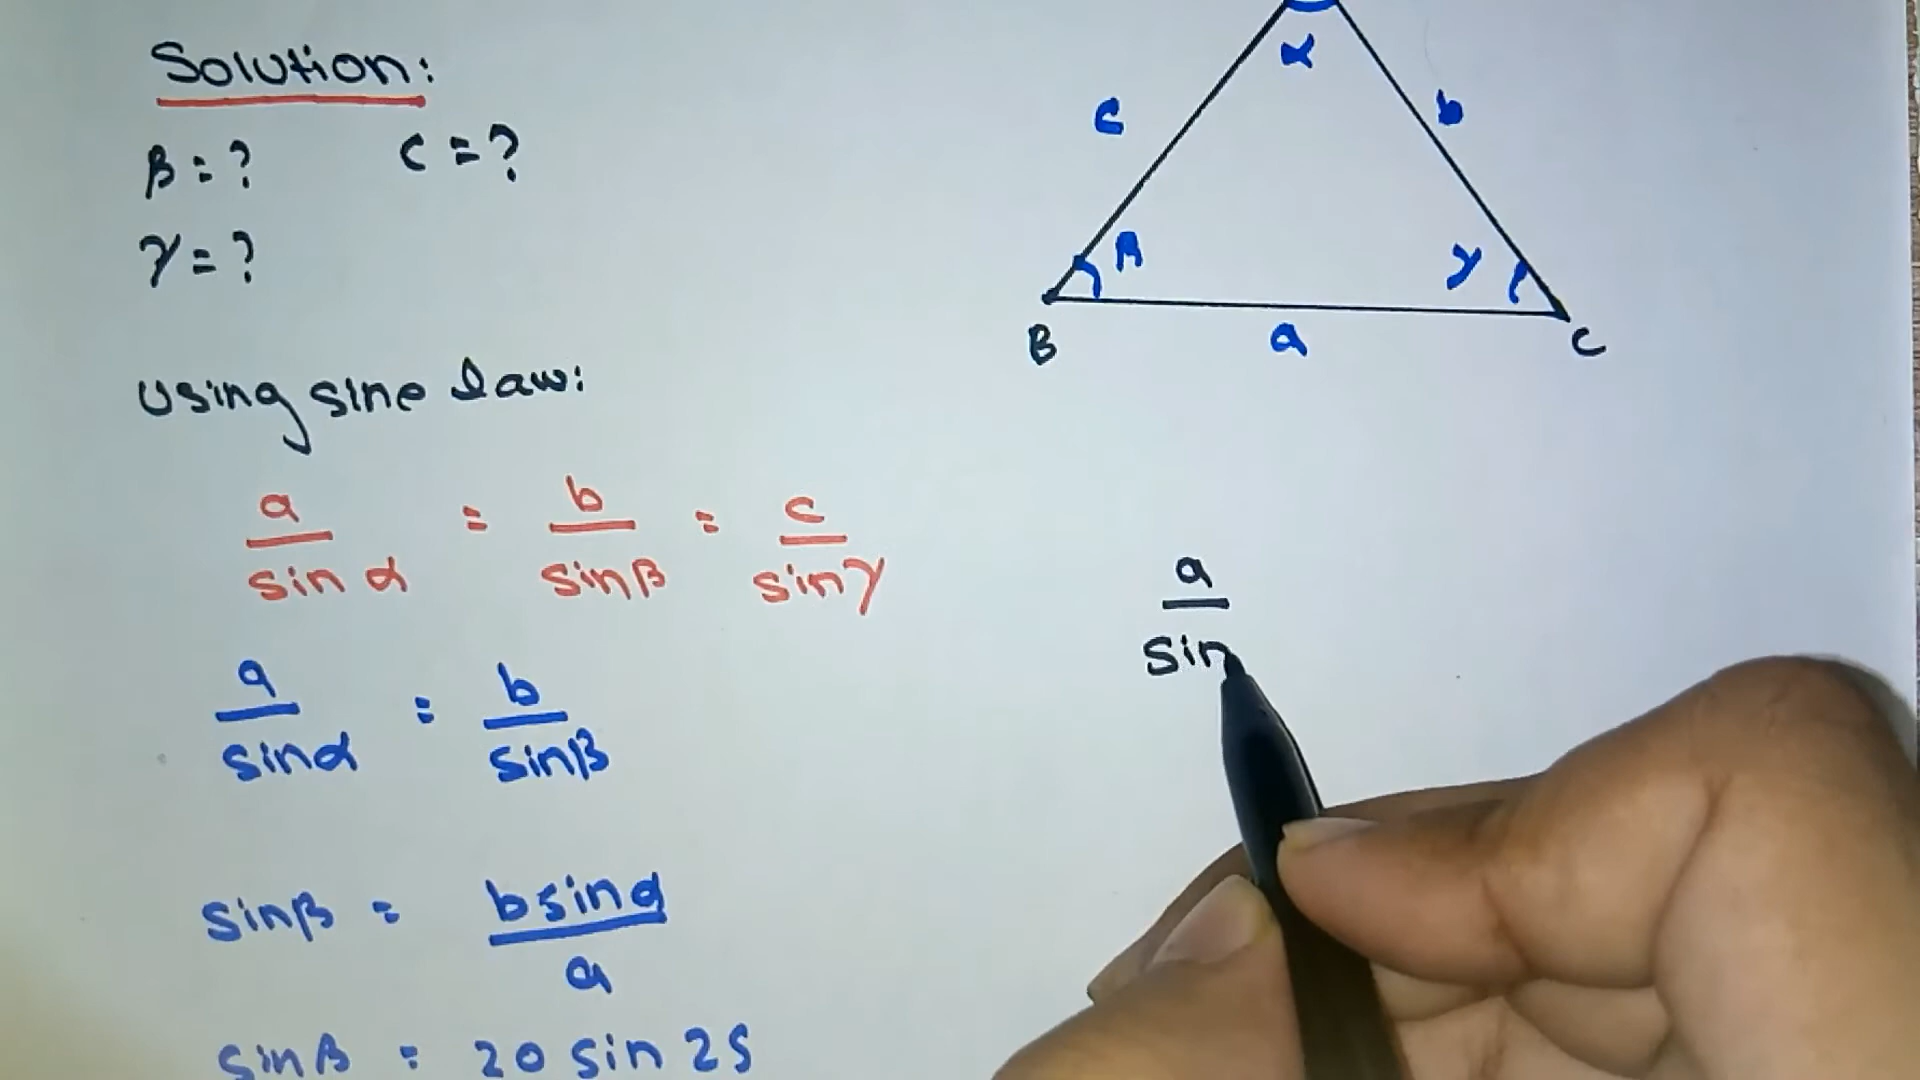 Solution:
β = ? c = ?
γ = ?
using sine law:
a/sin α = b/sin β = c/sin γ
a/sin α = b/sin β
sin β = b sin α/a
sin β = 20 sin 25
α
c
b
β
γ
B
a
C
a/sin